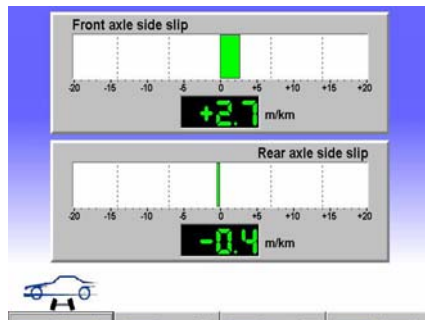 Front axle side slip
-20 -15 -10 -5 0 +5 +10 +15 +20
+2.7 m/km
Rear axle side slip
-20 -15 -10 -5 0 +5 +10 +15 +20
-0.4 m/km